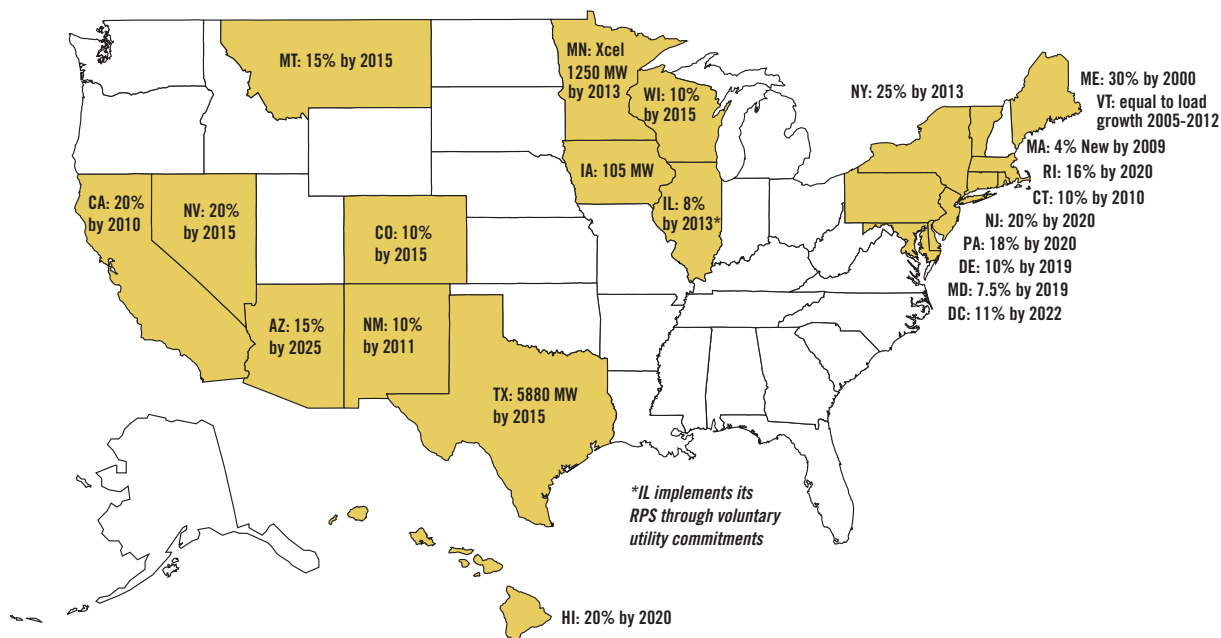 MT: 15% by 2015
MN: Xcel
1250 MW
by 2013
WI: 10%
by 2015
NY: 25% by 2013
ME: 30% by 2000
VT: equal to load
growth 2005-2012
MA: 4% New by 2009
RI: 16% by 2020
CT: 10% by 2010
NJ: 20% by 2020
PA: 18% by 2020
DE: 10% by 2019
MD: 7.5% by 2019
DC: 11% by 2022
IA: 105 MW
IL: 8%
by 2013*
CA: 20%
by 2010
NV: 20%
by 2015
CO: 10%
by 2015
AZ: 15%
by 2025
NM: 10%
by 2011
TX: 5880 MW
by 2015
*IL implements its
RPS through voluntary
utility commitments
HI: 20% by 2020